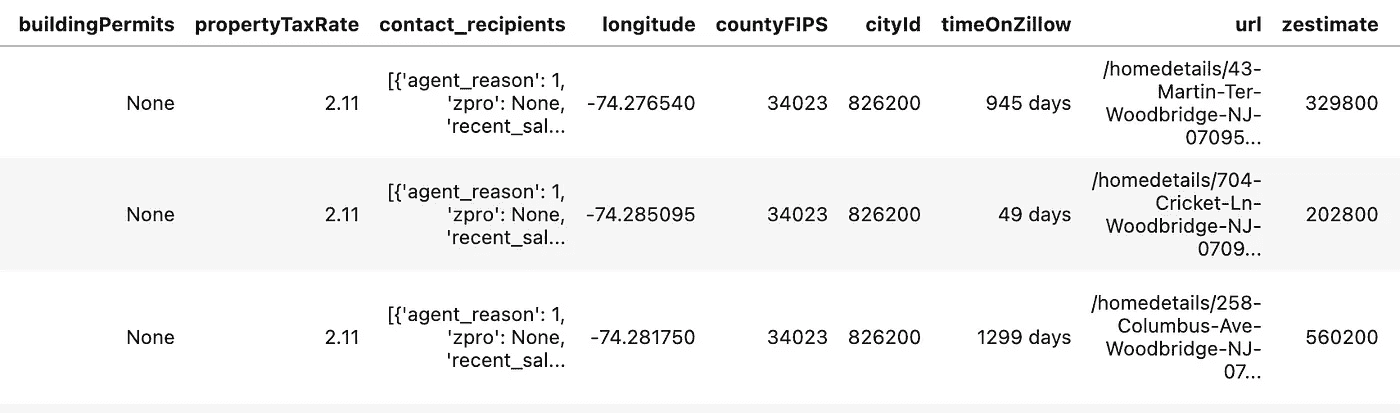 buildingPermits propertyTaxRate contact_recipients longitude countyFIPS cityId timeOnZillow url zestimate
None 2.11 [{'agent_reason': 1, 'zpro': None, 'recent_sal... -74.276540 34023 826200 945 days /homedetails/43-Martin-Ter-Woodbridge-NJ-07095... 329800
None 2.11 [{'agent_reason': 1, 'zpro': None, 'recent_sal... -74.285095 34023 826200 49 days /homedetails/704-Cricket-Ln-Woodbridge-NJ-0709... 202800
None 2.11 [{'agent_reason': 1, 'zpro': None, 'recent_sal... -74.281750 34023 826200 1299 days /homedetails/258-Columbus-Ave-Woodbridge-NJ-07... 560200